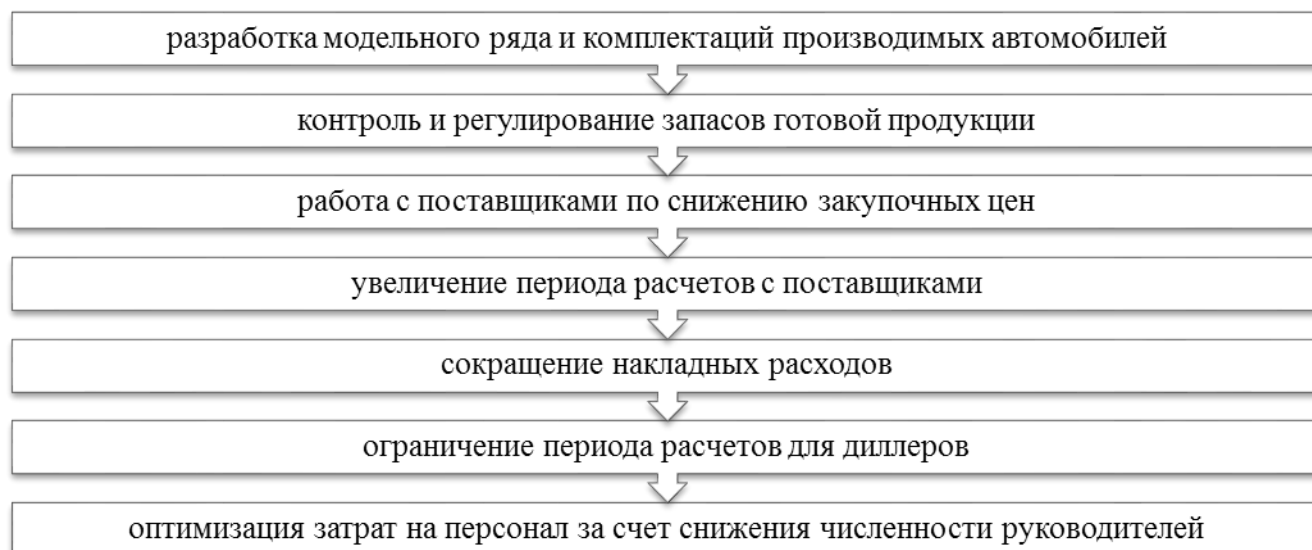 разработка модельного ряда и комплектаций производимых автомобилей
контроль и регулирование запасов готовой продукции
работа с поставщиками по снижению закупочных цен
увеличение периода расчетов с поставщиками
сокращение накладных расходов
ограничение периода расчетов для диллеров
оптимизация затрат на персонал за счет снижения численности руководителей